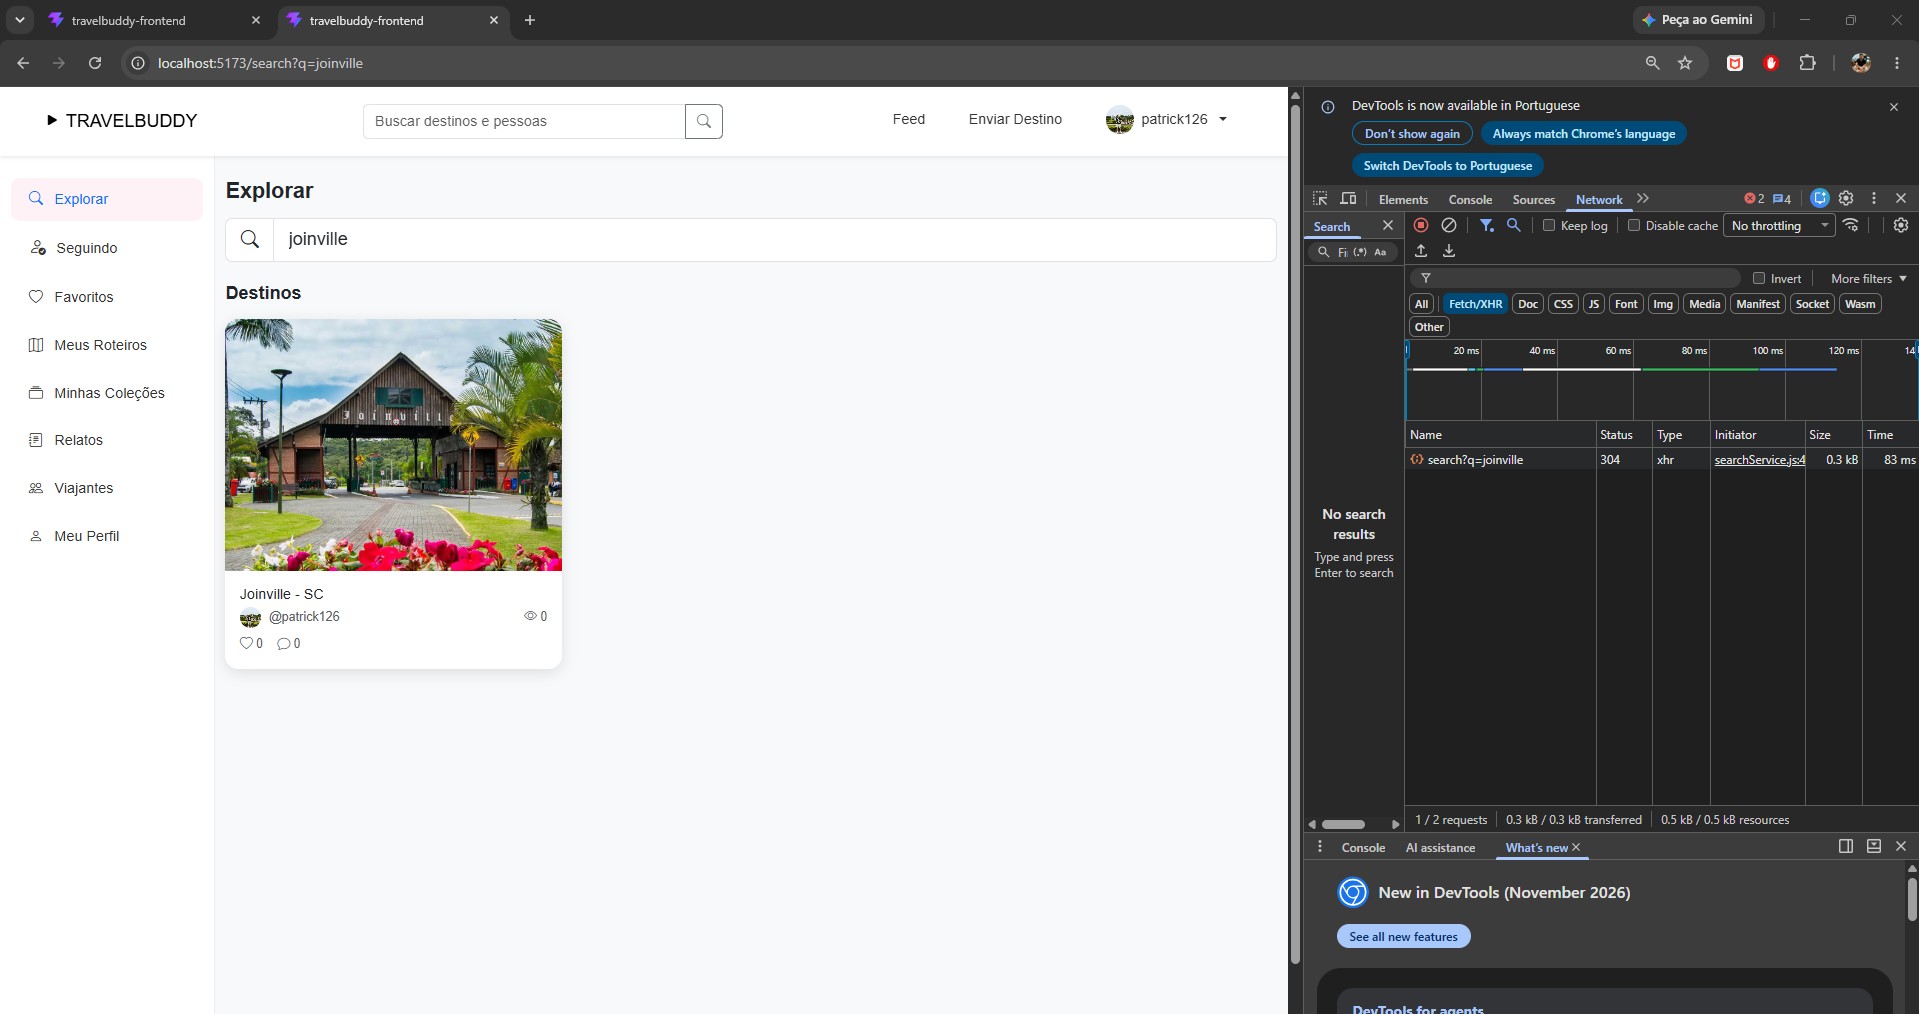 travelbuddy-frontend
travelbuddy-frontend
Peça ao Gemini
localhost:5173/search?q=joinville
TRAVELBUDDY
Buscar destinos e pessoas
Feed
Enviar Destino
patrick126
Explorar
Seguindo
Favoritos
Meus Roteiros
Minhas Coleções
Relatos
Viajantes
Meu Perfil
Explorar
joinville
Destinos
Joinville
Joinville - SC
@patrick126
0
0
0
DevTools is now available in Portuguese
Don't show again
Always match Chrome's language
Switch DevTools to Portuguese
Elements
Console
Sources
Network
2
4
Search
Fi
(.*)
Aa
No search
results
Type and press
Enter to search
Keep log
Disable cache
No throttling
Invert
More filters
All
Fetch/XHR
Doc
CSS
JS
Font
Img
Media
Manifest
Socket
Wasm
Other
20 ms
40 ms
60 ms
80 ms
100 ms
120 ms
14
Name
Status
Type
Initiator
Size
Time
search?q=joinville
304
xhr
searchService.js:4
0.3 kB
83 ms
1 / 2 requests
0.3 kB / 0.3 kB transferred
0.5 kB / 0.5 kB resources
Console
AI assistance
What's new
New in DevTools (November 2026)
See all new features
DevTools for agents